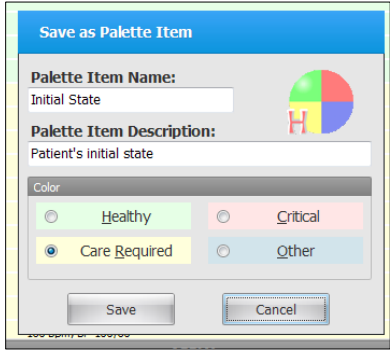 Save as Palette Item
Palette Item Name:
Initial State
H
Palette Item Description:
Patient's initial state
Color
Healthy
Critical
Care Required
Other
Save
Cancel